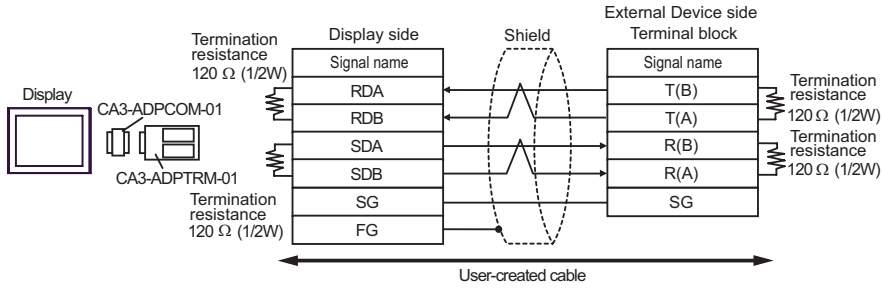 External Device side
Display side
Shield
Terminal block
Termination
resistance
120 Ω (1/2W)
Signal name
Signal name
RDA
T(B)
Termination
resistance
120 Ω (1/2W)
Display
CA3-ADPCOM-01
RDB
T(A)
SDA
R(B)
Termination
resistance
120 Ω (1/2W)
SDB
R(A)
CA3-ADPTRM-01
Termination
resistance
120 Ω (1/2W)
SG
SG
FG
User-created cable